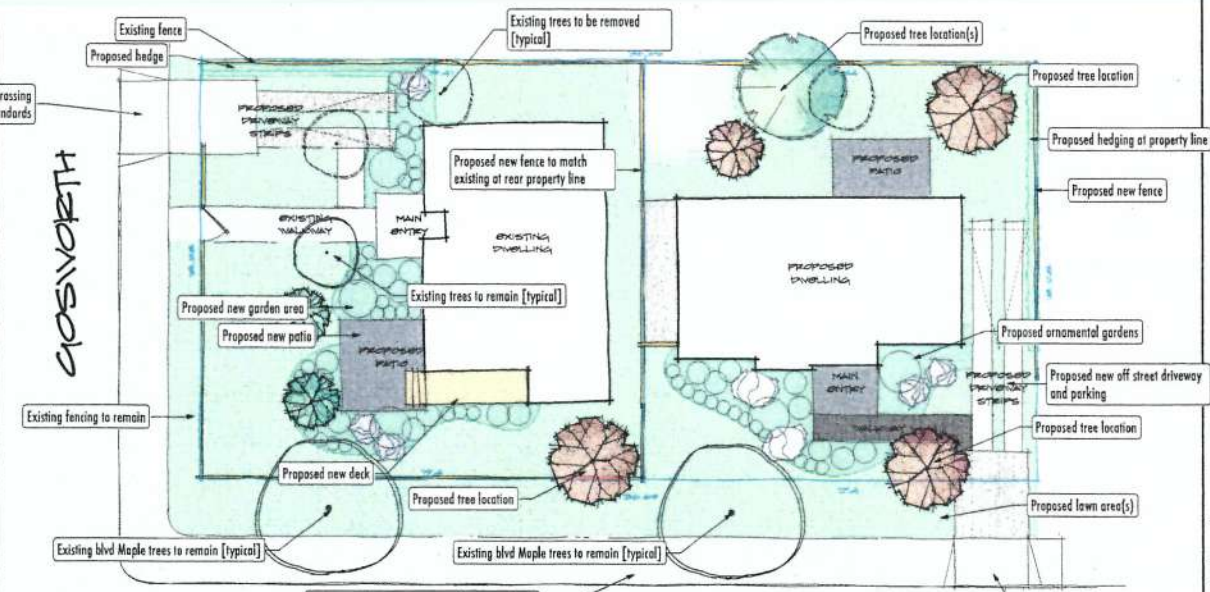 Existing fence
Existing trees to be removed
[typical]
Proposed tree location(s)
Proposed hedge
Proposed tree location
PROPOSED
DRIVEWAY
STRIPS
Proposed new fence to match
existing at rear property line
PROPOSED
PATIO
Proposed hedging at property line
Proposed new fence
GOSWORTH
EXISTING
WALKWAY
MAIN
ENTRY
EXISTING
DWELLING
PROPOSED
DWELLING
Existing trees to remain [typical]
Proposed new garden area
Proposed new patio
PROPOSED
PATIO
Proposed ornamental gardens
MAIN
ENTRY
PROPOSED
DRIVEWAY
STRIPS
Proposed new off street driveway
and parking
Existing fencing to remain
WALKWAY
Proposed tree location
Proposed new deck
Proposed tree location
Proposed lawn area(s)
Existing blvd Maple trees to remain [typical]
Existing blvd Maple trees to remain [typical]